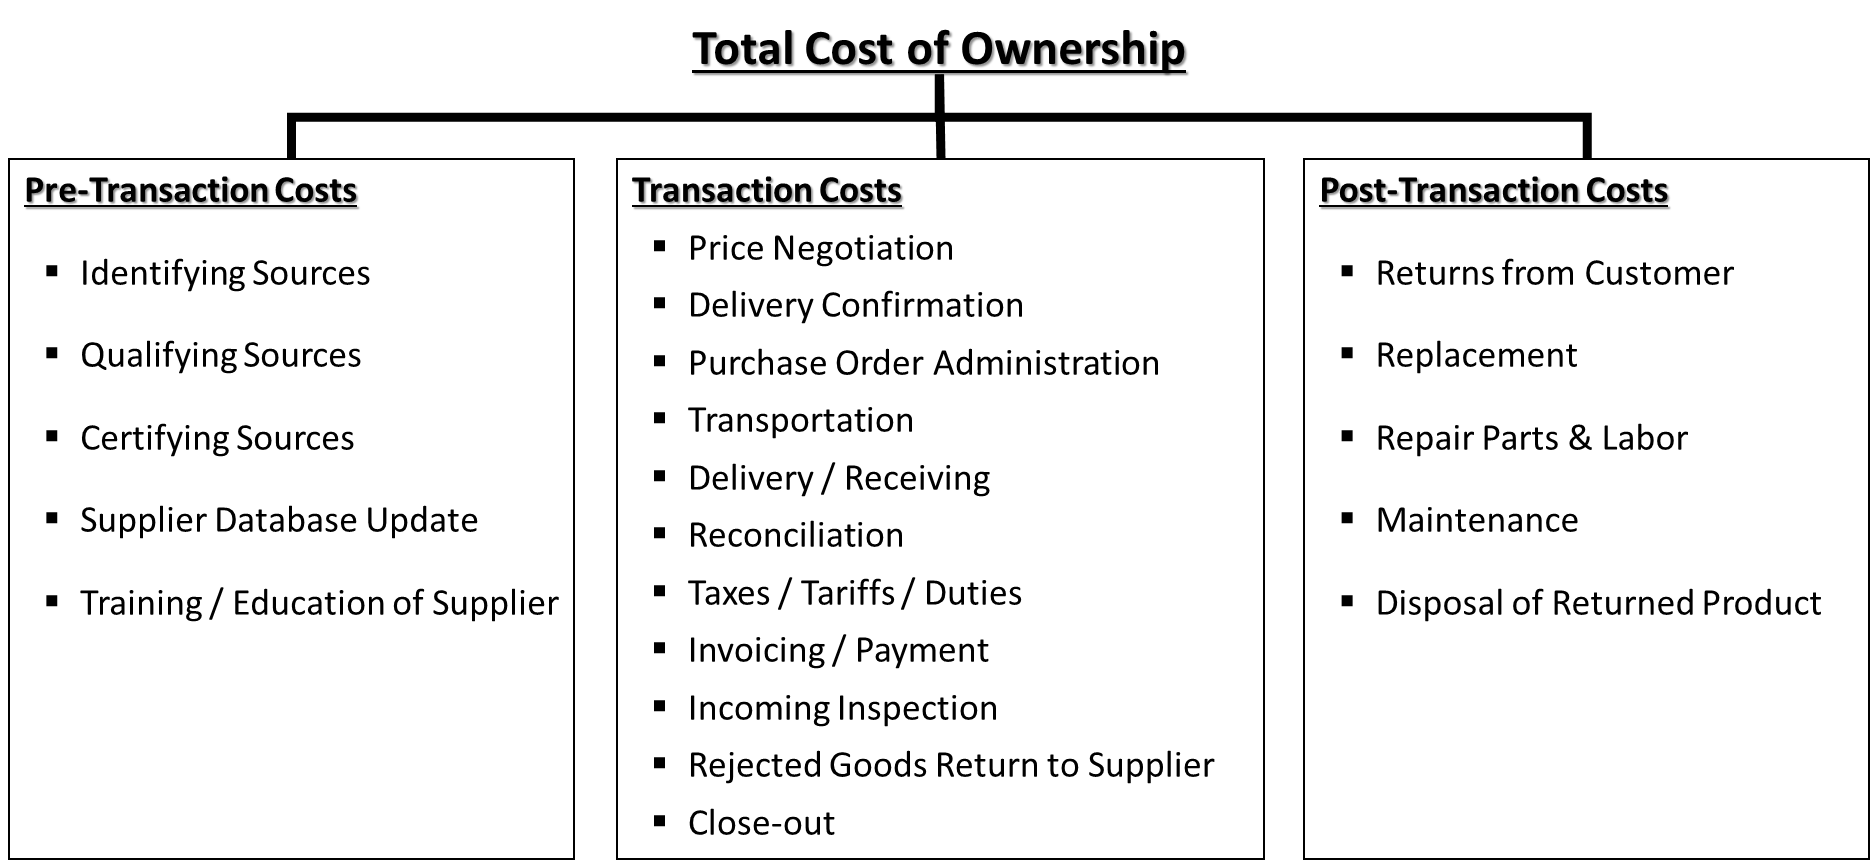 Total Cost of Ownership
Pre-Transaction Costs
▪ Identifying Sources
▪ Qualifying Sources
▪ Certifying Sources
▪ Supplier Database Update
▪ Training / Education of Supplier
Transaction Costs
▪ Price Negotiation
▪ Delivery Confirmation
▪ Purchase Order Administration
▪ Transportation
▪ Delivery / Receiving
▪ Reconciliation
▪ Taxes / Tariffs / Duties
▪ Invoicing / Payment
▪ Incoming Inspection
▪ Rejected Goods Return to Supplier
▪ Close-out
Post-Transaction Costs
▪ Returns from Customer
▪ Replacement
▪ Repair Parts & Labor
▪ Maintenance
▪ Disposal of Returned Product